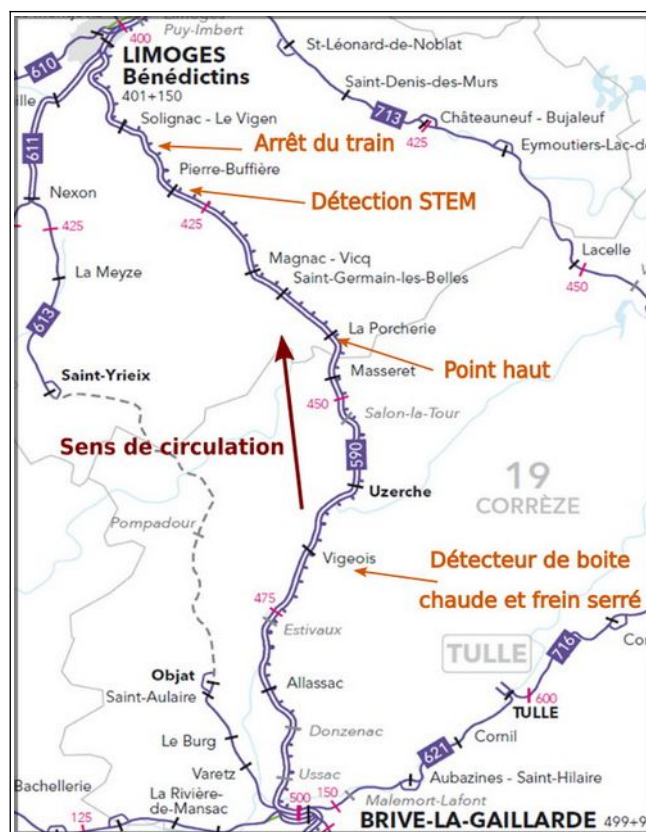 Puy-Imbert
400
610
LIMOGES
Bénédictins
401+150
St-Léonard-de-Noblat
Saint-Denis-des-Murs
713
Châteauneuf - Bujaleuf
425
Eymoutiers-Lac-de
ille
Solignac - Le Vigen
Arrêt du train
611
Pierre-Buffière
Détection STEM
Nexon
425
425
Lacelle
450
La Meyze
Magnac - Vicq
Saint-Germain-les-Belles
613
La Porcherie
Point haut
Saint-Yrieix
Masseret
450
Salon-la-Tour
Sens de circulation
590
19
CORRÈZE
Uzerche
Pompadour
Vigeois
Détecteur de boite
chaude et frein serré
475
Estivaux
Cor
716
TULLE
Objat
Saint-Aulaire
Allassac
600
TULLE
Donzenac
Le Burg
Cornil
621
Varetz
Ussac
Aubazines - Saint-Hilaire
Bachellerie
La Rivière-
de-Mansac
500
150
Malemort-Lafont
125
BRIVE-LA-GAILLARDE 499+9